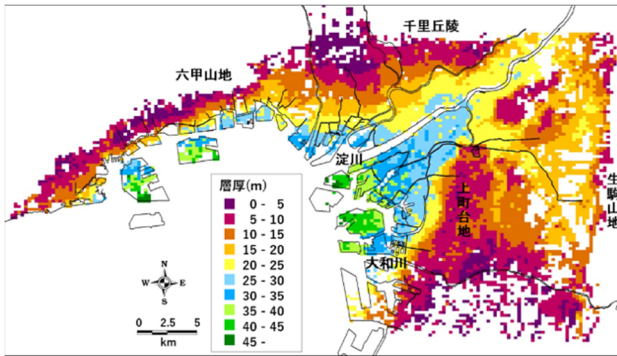 千里丘陵
六甲山地
淀川
上町台地
生駒山地
大和川
層厚(m)
0 - 5
5 - 10
10 - 15
15 - 20
20 - 25
25 - 30
30 - 35
35 - 40
40 - 45
45 -
N
W E
S
0 2.5 5
km